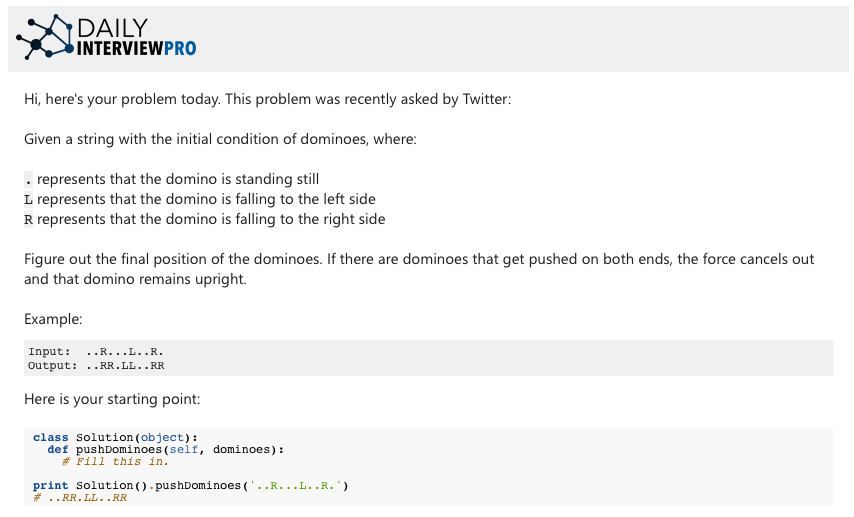 DAILY
INTERVIEWPRO
Hi, here's your problem today. This problem was recently asked by Twitter:
Given a string with the initial condition of dominoes, where:
. represents that the domino is standing still
L represents that the domino is falling to the left side
R represents that the domino is falling to the right side
Figure out the final position of the dominoes. If there are dominoes that get pushed on both ends, the force cancels out
and that domino remains upright.
Example:
Input:  ..R...L..R.
Output: ..RR.LL..RR
Here is your starting point:
class Solution(object):
  def pushDominoes(self, dominoes):
    # Fill this in.
print Solution().pushDominoes('..R...L..R.')
# ..RR.LL..RR